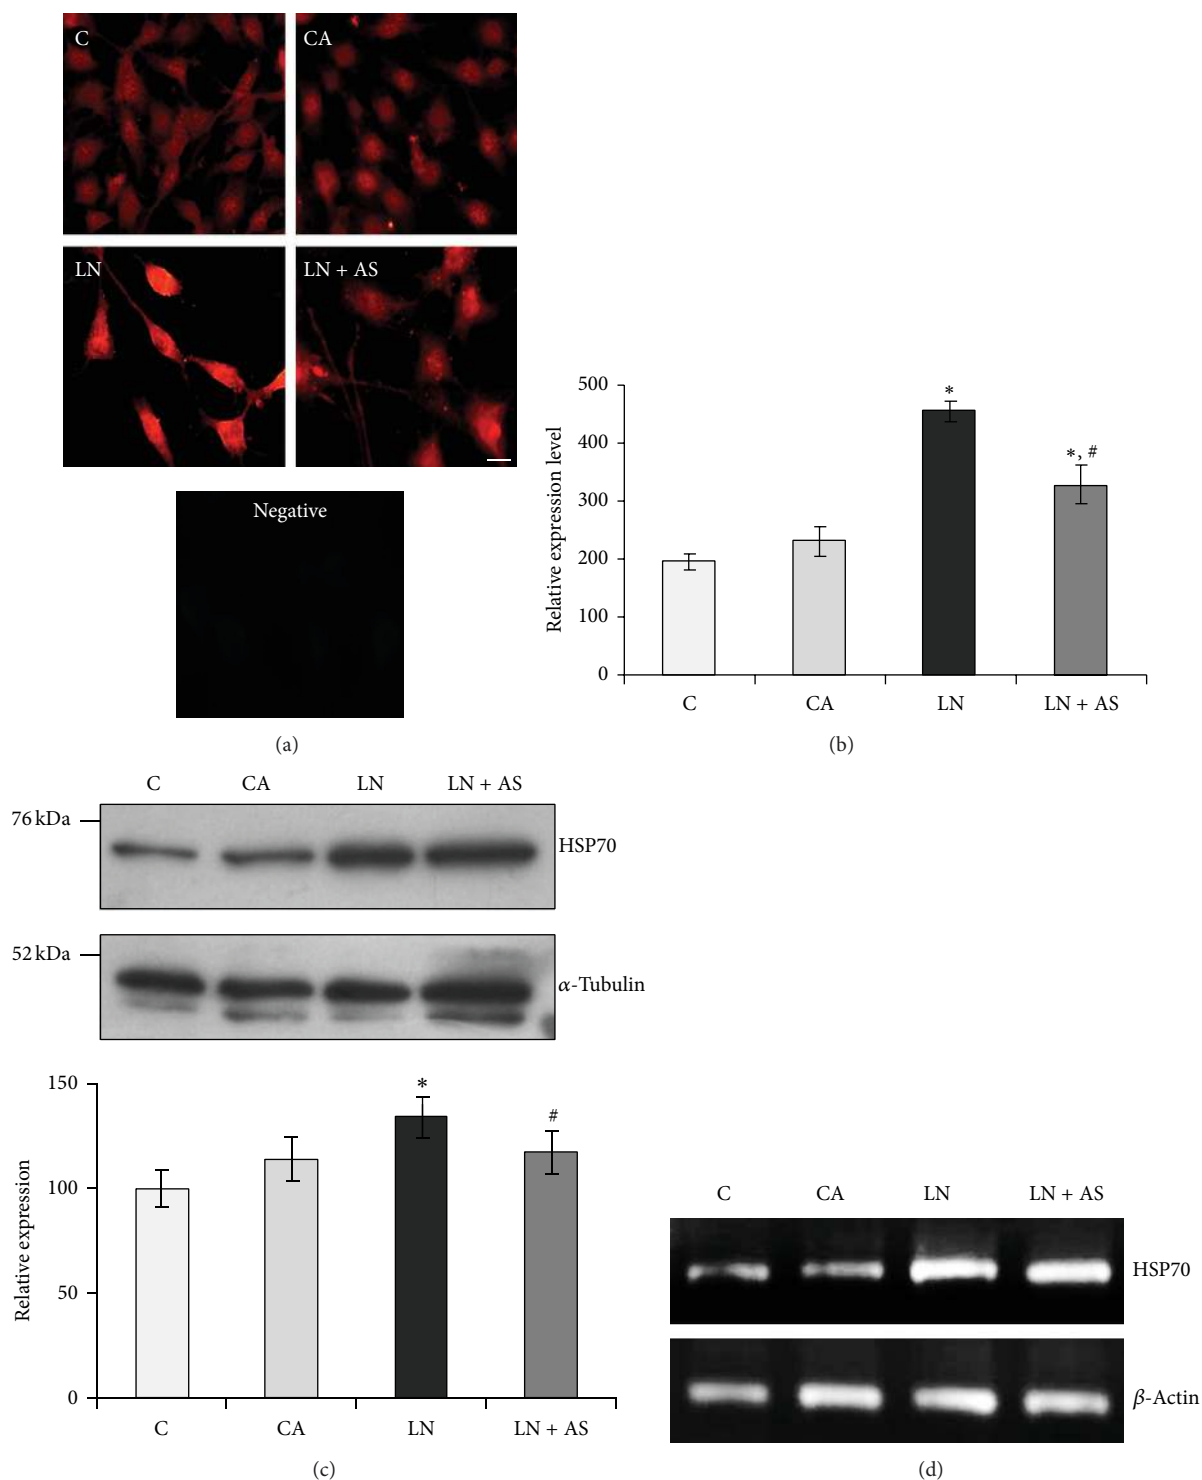 C
CA
LN
LN + AS
Negative
(a)
Relative expression level
500
400
300
200
100
0
*
*, #
C
CA
LN
LN + AS
(b)
C
CA
LN
LN + AS
76 kDa
HSP70
52 kDa
α-Tubulin
Relative expression
150
100
50
0
*
#
C
CA
LN
LN + AS
(c)
C
CA
LN
LN + AS
HSP70
β-Actin
(d)